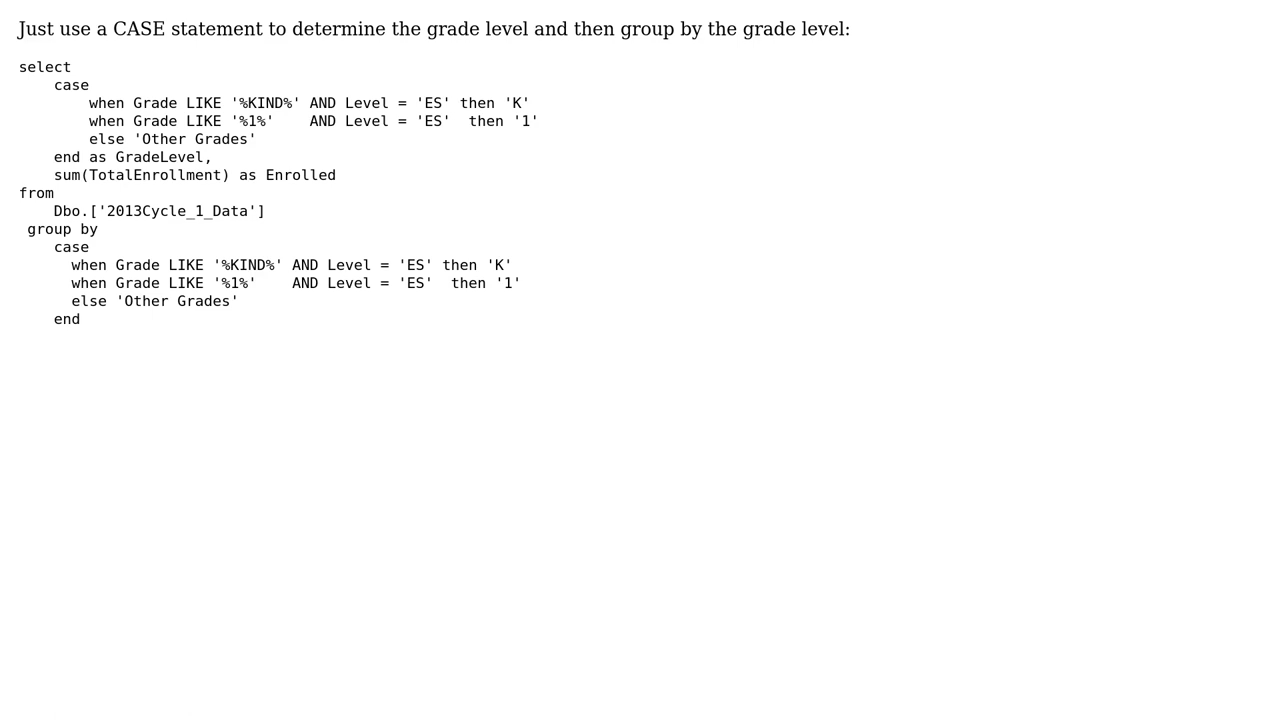 Just use a CASE statement to determine the grade level and then group by the grade level:
select
    case
        when Grade LIKE '%KIND%' AND Level = 'ES' then 'K'
        when Grade LIKE '%1%'    AND Level = 'ES'  then '1'
        else 'Other Grades'
    end as GradeLevel,
    sum(TotalEnrollment) as Enrolled
from
    Dbo.['2013Cycle_1_Data']
 group by
    case
      when Grade LIKE '%KIND%' AND Level = 'ES' then 'K'
      when Grade LIKE '%1%'    AND Level = 'ES'  then '1'
      else 'Other Grades'
    end